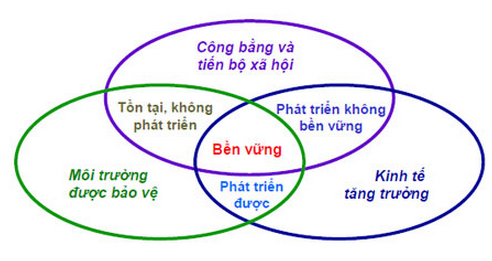 Công bằng và
tiến bộ xã hội
Tồn tại, không
phát triển
Phát triển không
bền vững
Bền vững
Môi trường
được bảo vệ
Phát triển
được
Kinh tế
tăng trưởng